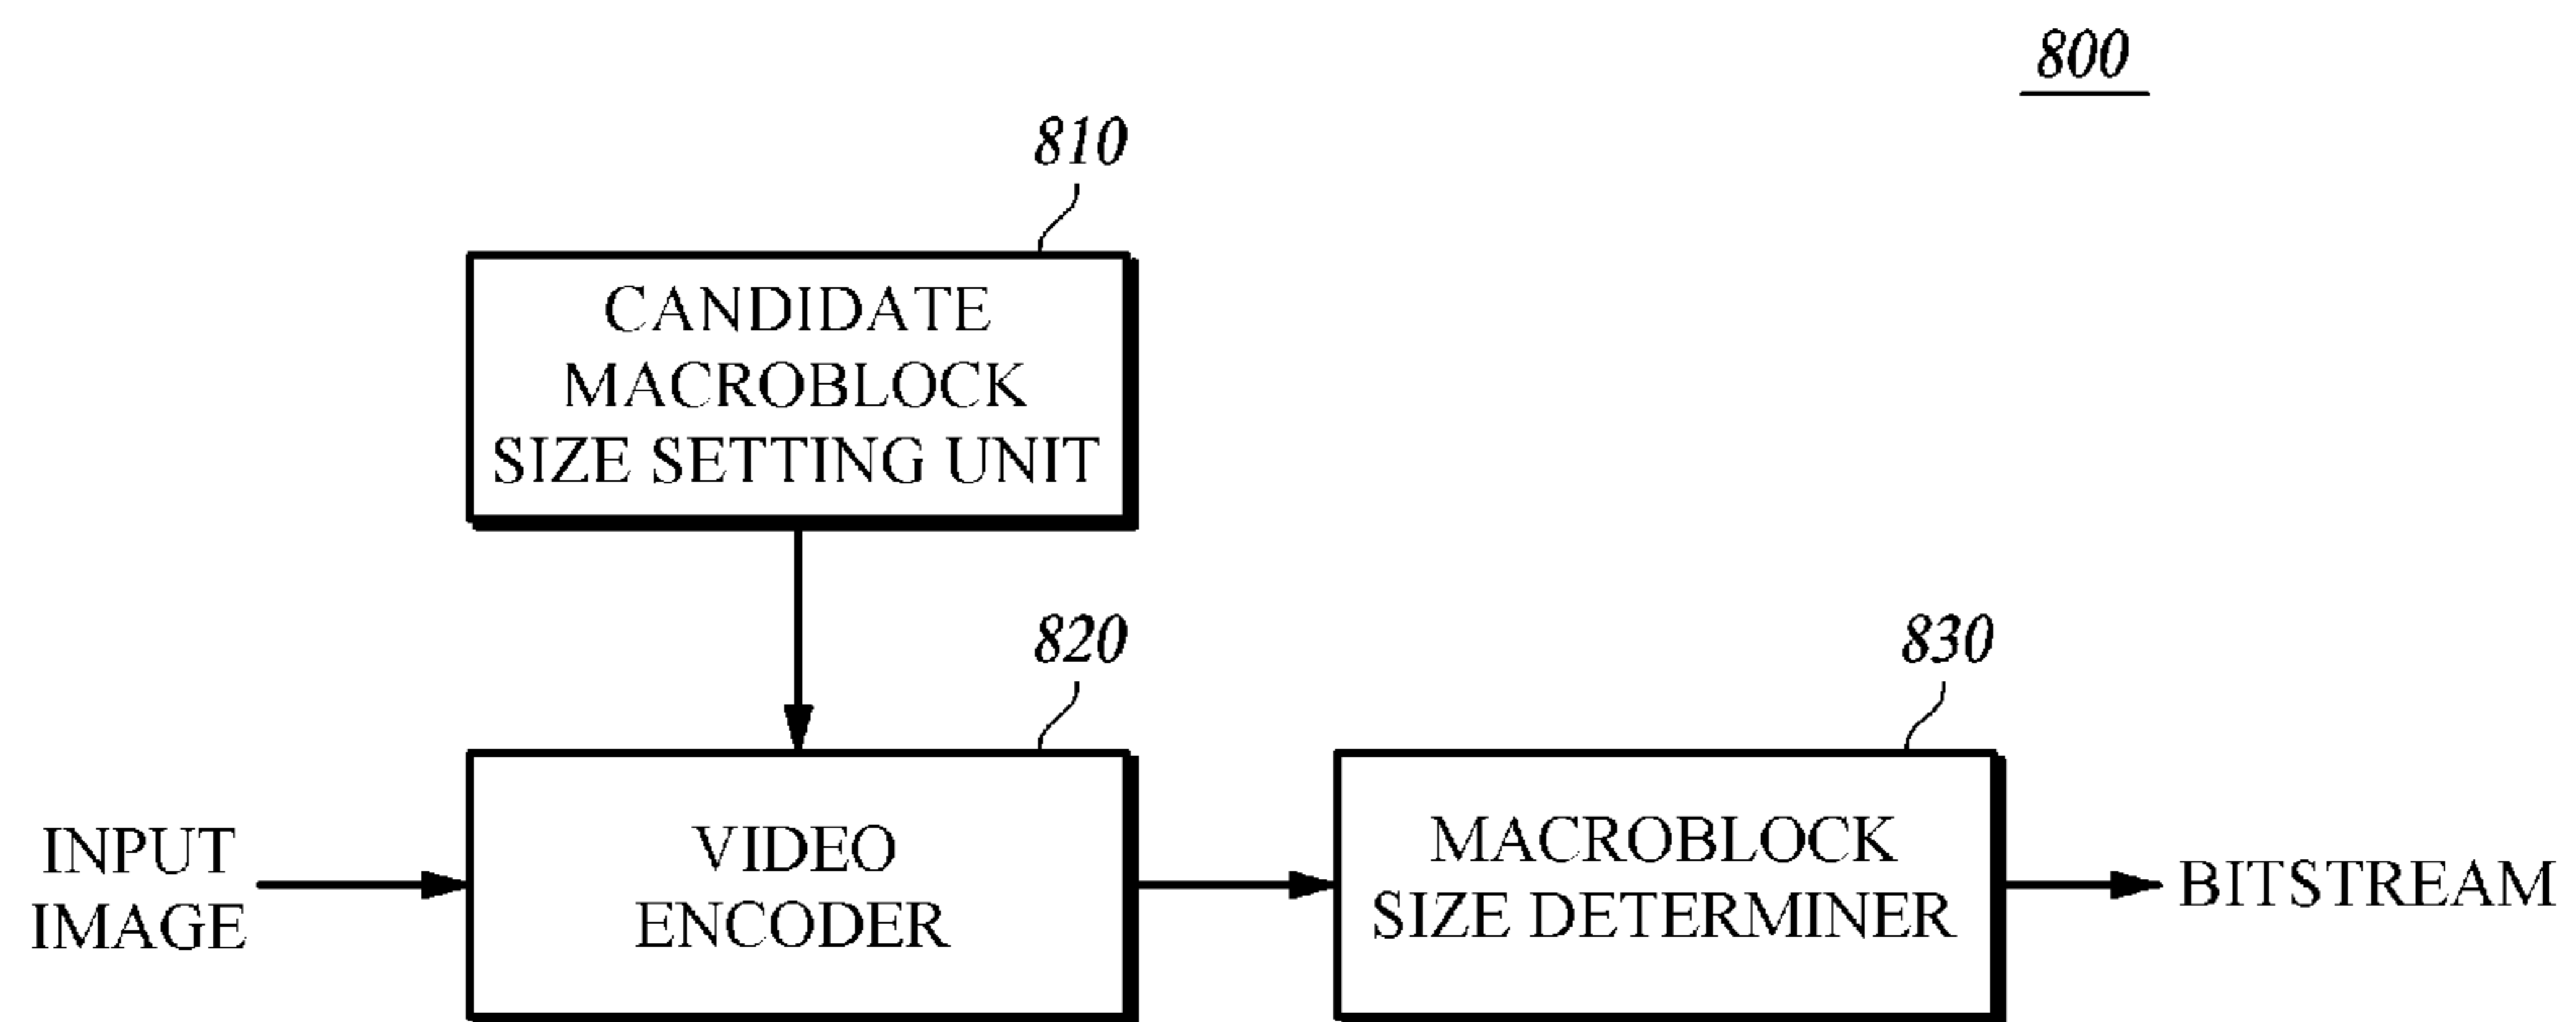 800
810
CANDIDATE
MACROBLOCK
SIZE SETTING UNIT
820
830
INPUT
IMAGE
VIDEO
ENCODER
MACROBLOCK
SIZE DETERMINER
BITSTREAM